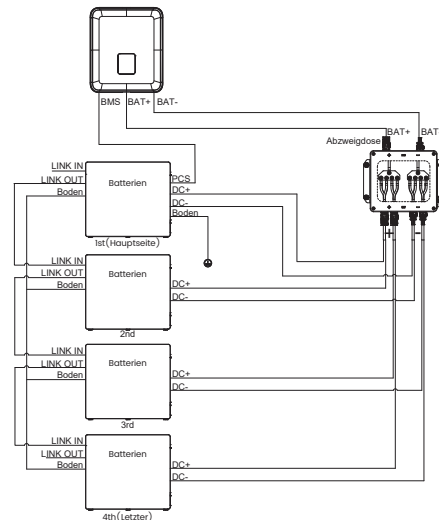 BMS BAT+ BAT-
BAT+ BAT
Abzweigdose
LINK IN
LINK OUT
Boden
Batterien
PCS
DC+
DC-
Boden
1st(Hauptseite)
+ -
LINK IN
LINK OUT
Boden
Batterien
DC+
DC-
2nd
LINK IN
LINK OUT
Boden
Batterien
DC+
DC-
3rd
LINK IN
LINK OUT
Boden
Batterien
DC+
DC-
4th(Letzter)